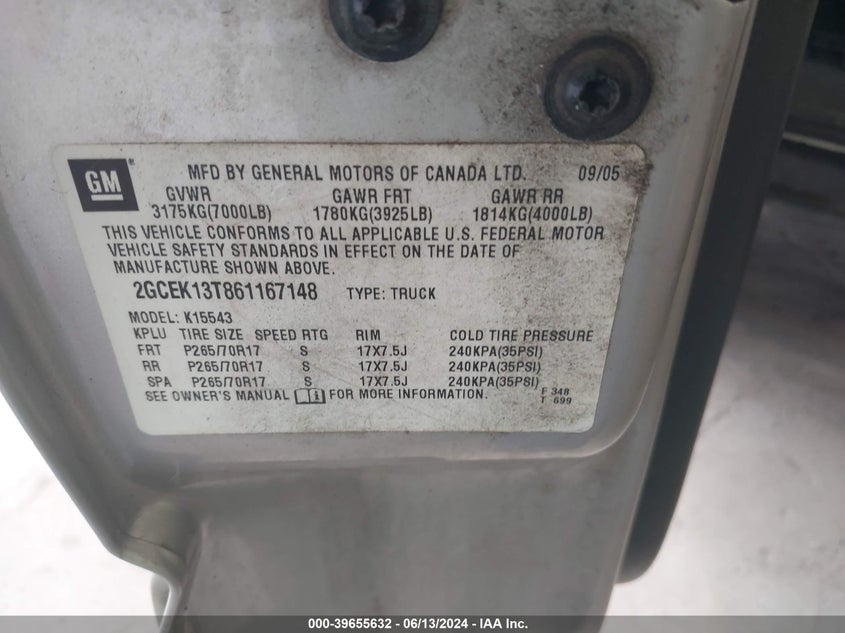 GM
MFD BY GENERAL MOTORS OF CANADA LTD. 09/05
GVWR GAWR FRT GAWR RR
3175KG(7000LB) 1780KG(3925LB) 1814KG(4000LB)
THIS VEHICLE CONFORMS TO ALL APPLICABLE U.S. FEDERAL MOTOR
VEHICLE SAFETY STANDARDS IN EFFECT ON THE DATE OF
MANUFACTURE SHOWN ABOVE.
2GCEK13T861167148 TYPE: TRUCK
MODEL: K15543
KPLU TIRE SIZE SPEED RTG RIM COLD TIRE PRESSURE
FRT P265/70R17 S 17X7.5J 240KPA(35PSI)
RR P265/70R17 S 17X7.5J 240KPA(35PSI)
SPA P265/70R17 S 17X7.5J 240KPA(35PSI)
SEE OWNER'S MANUAL FOR MORE INFORMATION.
F 348
T 699
000-39655632 - 06/13/2024 - IAA Inc.